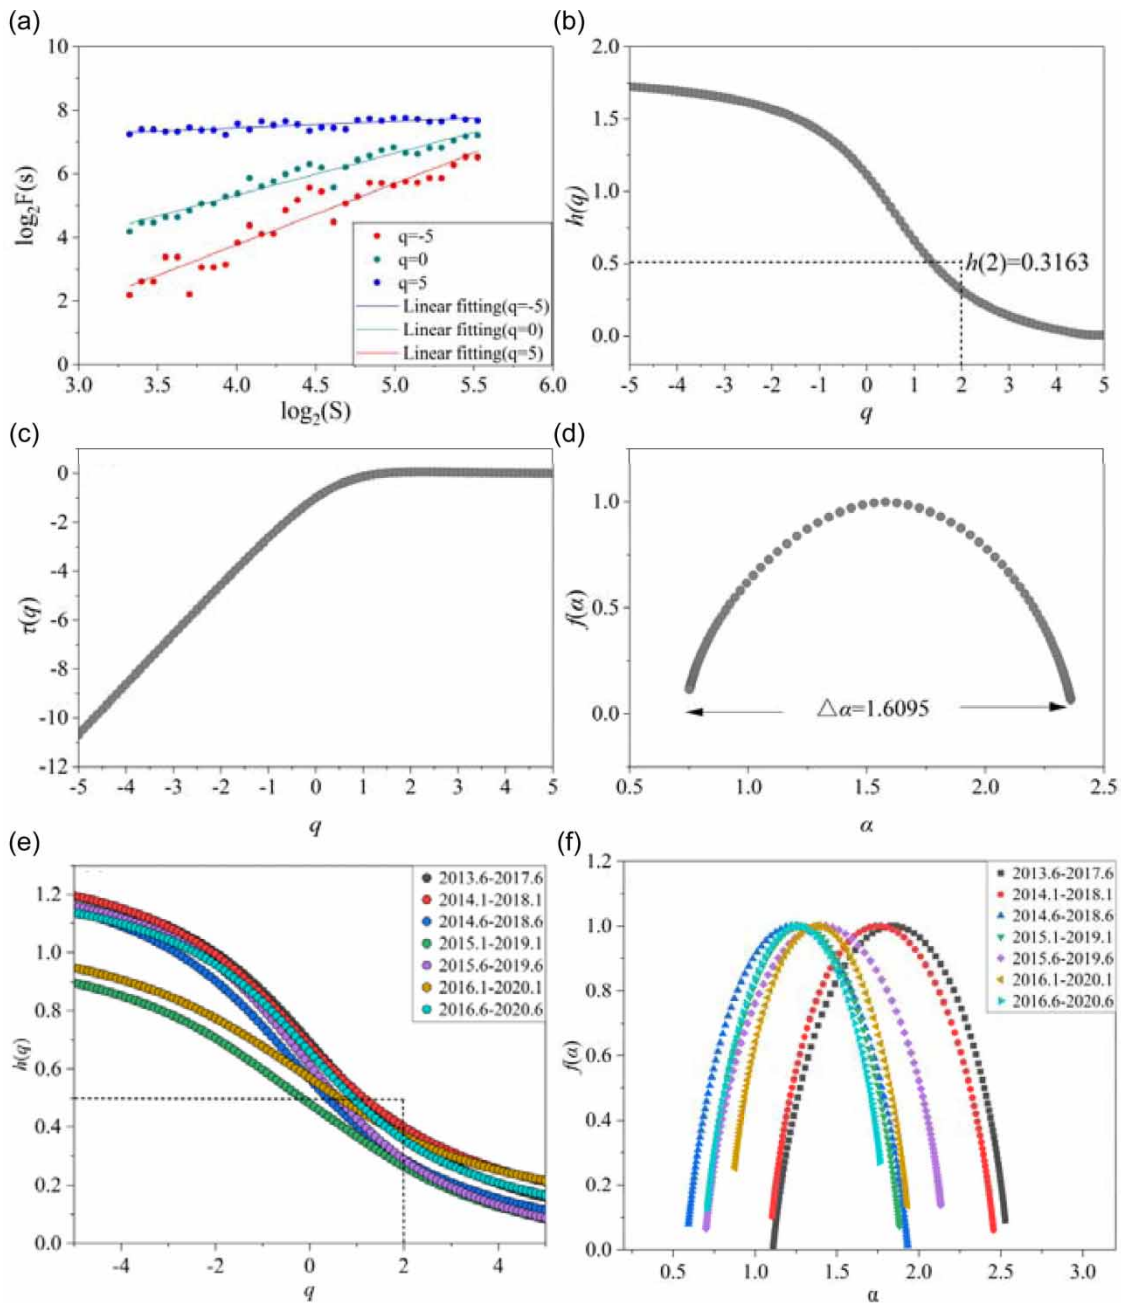 (a)
10
8
6
4
2
0
log2F(s)
3.0 3.5 4.0 4.5 5.0 5.5 6.0
log2(S)
q=-5
q=0
q=5
Linear fitting(q=-5)
Linear fitting(q=0)
Linear fitting(q=5)
(b)
2.0
1.5
1.0
0.5
0.0
h(q)
h(2)=0.3163
-5 -4 -3 -2 -1 0 1 2 3 4 5
q
(c)
0
-2
-4
-6
-8
-10
-12
τ(q)
-5 -4 -3 -2 -1 0 1 2 3 4 5
q
(d)
1.0
0.5
0.0
f(α)
△α=1.6095
0.5 1.0 1.5 2.0 2.5
α
(e)
1.2
1.0
0.8
0.6
0.4
0.2
0.0
h(q)
2013.6-2017.6
2014.1-2018.1
2014.6-2018.6
2015.1-2019.1
2015.6-2019.6
2016.1-2020.1
2016.6-2020.6
-4 -2 0 2 4
q
(f)
1.2
1.0
0.8
0.6
0.4
0.2
0.0
f(α)
2013.6-2017.6
2014.1-2018.1
2014.6-2018.6
2015.1-2019.1
2015.6-2019.6
2016.1-2020.1
2016.6-2020.6
0.5 1.0 1.5 2.0 2.5 3.0
α